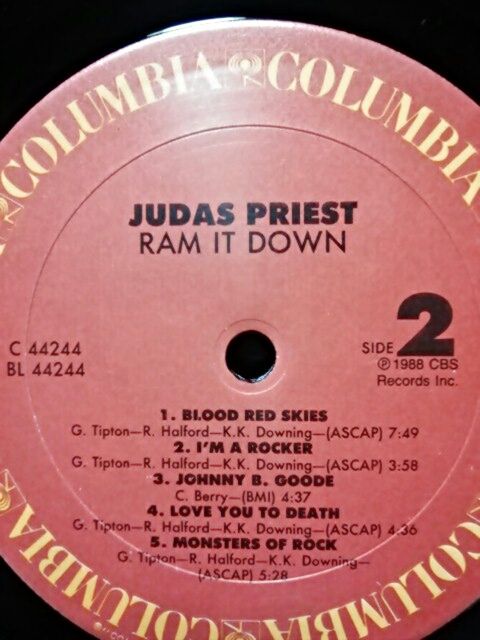 COLUMBIA COLUMBIA
JUDAS PRIEST
RAM IT DOWN
C 44244
BL 44244
SIDE 2
℗ 1988 CBS
Records Inc.
1. BLOOD RED SKIES
G. Tipton—R. Halford—K.K. Downing—(ASCAP) 7:49
2. I'M A ROCKER
G. Tipton—R. Halford—K.K. Downing—(ASCAP) 3:58
3. JOHNNY B. GOODE
C. Berry—(BMI) 4:37
4. LOVE YOU TO DEATH
G. Tipton—R. Halford—K.K. Downing—(ASCAP) 4:36
5. MONSTERS OF ROCK
G. Tipton—R. Halford—K.K. Downing—
(ASCAP) 5:28
COLUMBIA COLUMBIA